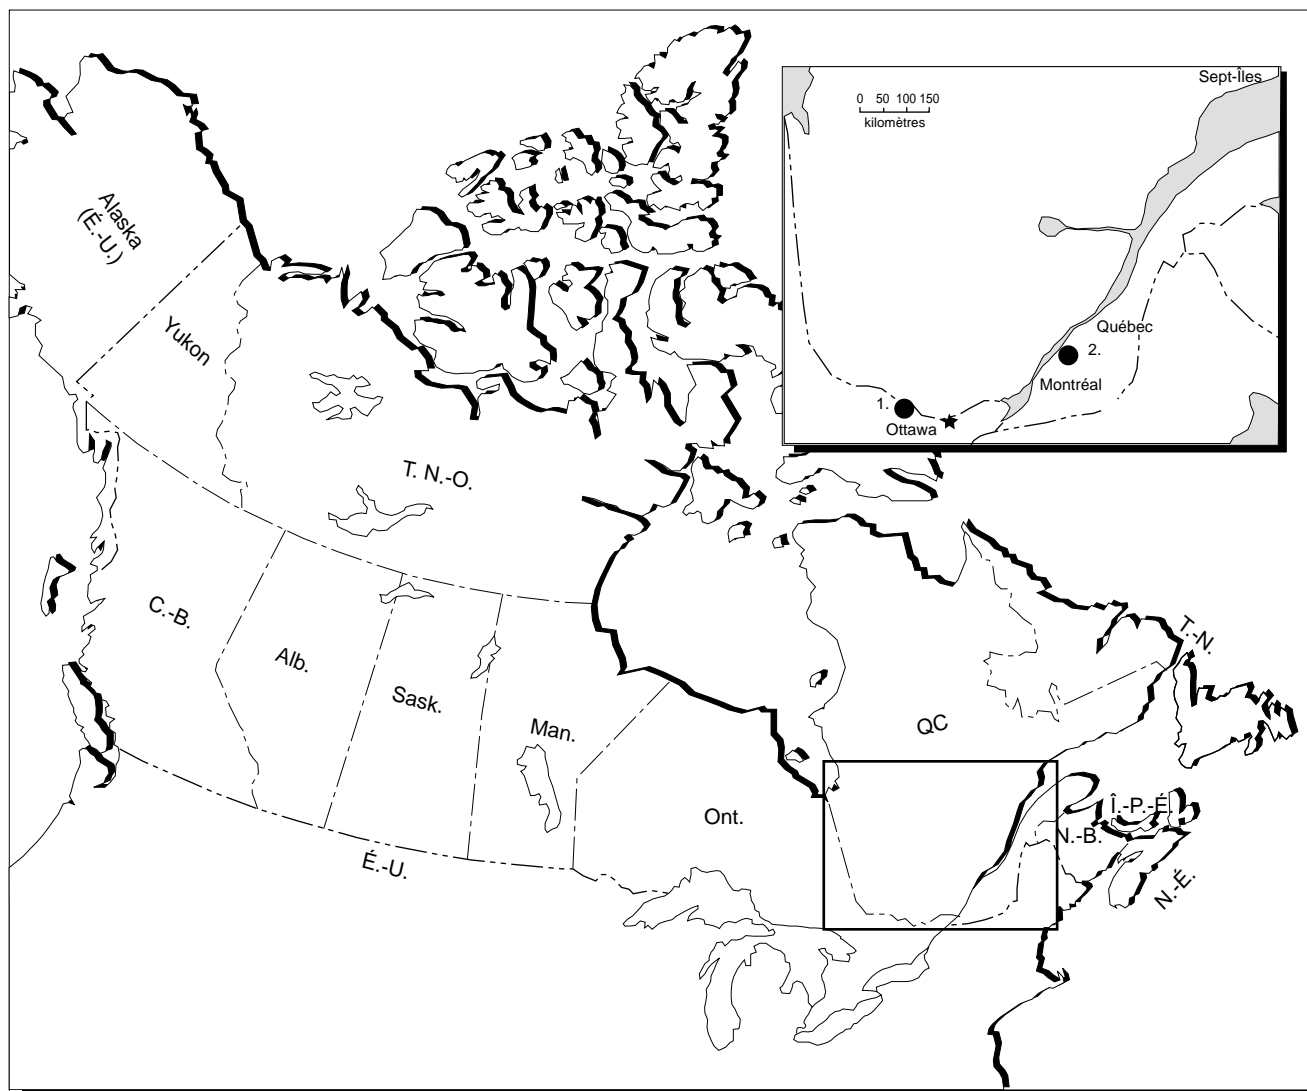 Sept-Îles
0 50 100 150
kilomètres
Québec
2.
Montréal
1.
Ottawa
Alaska
(É.-U.)
Yukon
T. N.-O.
C.-B.
Alb.
Sask.
Man.
Ont.
QC
T.-N.
Î.-P.-É.
N.-B.
N.-É.
É.-U.